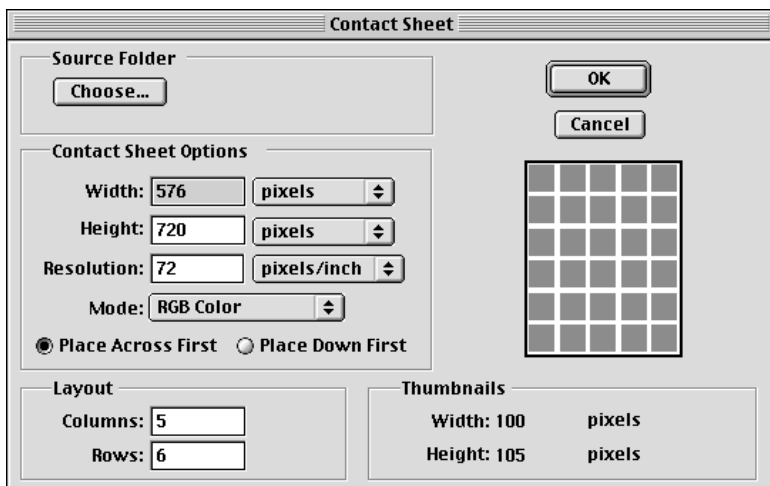 Contact Sheet
Source Folder
Choose...
OK
Cancel
Contact Sheet Options
Width: 576 pixels
Height: 720 pixels
Resolution: 72 pixels/inch
Mode: RGB Color
Place Across First Place Down First
Layout
Columns: 5
Rows: 6
Thumbnails
Width: 100 pixels
Height: 105 pixels